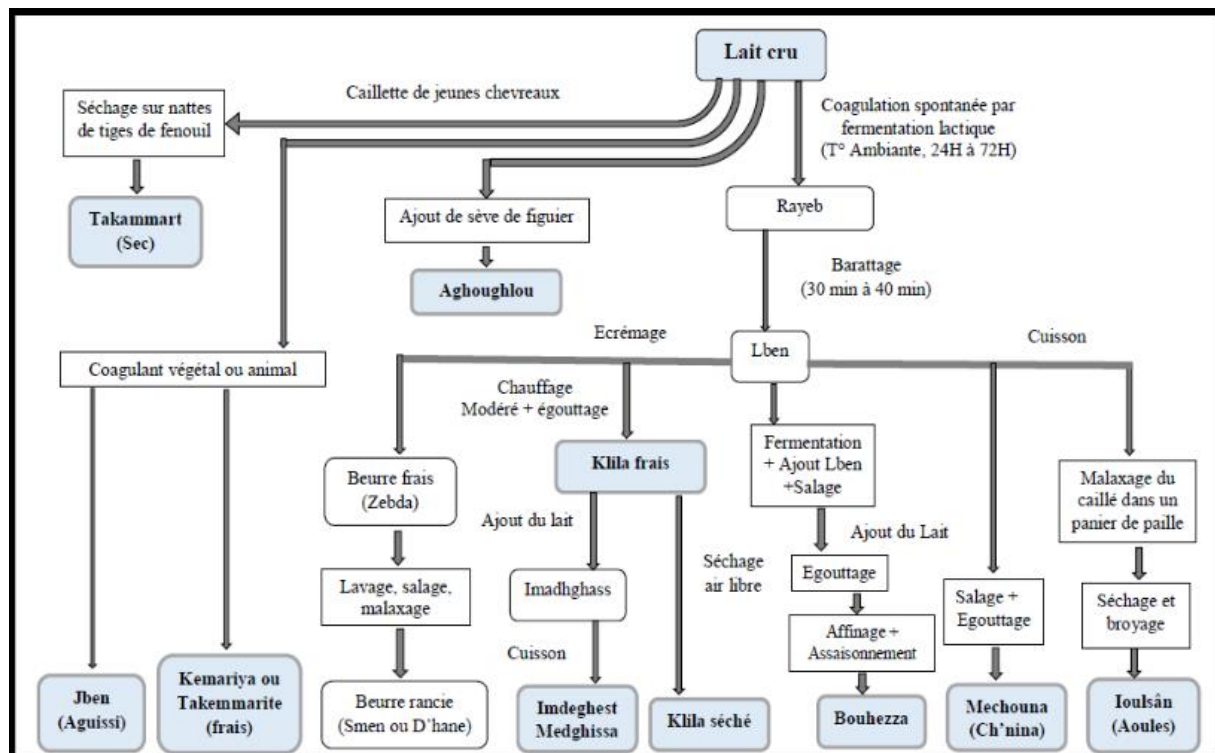 Lait cru
Caillette de jeunes chevreaux
Séchage sur nattes
de tiges de fenouil
Coagulation spontanée par
fermentation lactique
(T° Ambiante, 24H à 72H)
Takammart
(Sec)
Ajout de sève de figuier
Rayeb
Aghoughlou
Barattage
(30 min à 40 min)
Ecrémage
Lben
Cuisson
Coagulant végétal ou animal
Chauffage
Modéré + égouttage
Klila frais
Fermentation
+ Ajout Lben
+Salage
Beurre frais
(Zebda)
Malaxage du
caillé dans un
panier de paille
Ajout du lait
Séchage
air libre
Ajout du Lait
Lavage, salage,
malaxage
Imadhghass
Egouttage
Salage +
Egouttage
Séchage et
broyage
Cuisson
Affinage +
Assaisonnement
Jben
(Aguissi)
Kemariya ou
Takemmarite
(frais)
Beurre rancie
(Smen ou D’hane)
Imdeghest
Medghissa
Klila séché
Bouhezza
Mechouna
(Ch’nina)
Ioulsân
(Aoules)